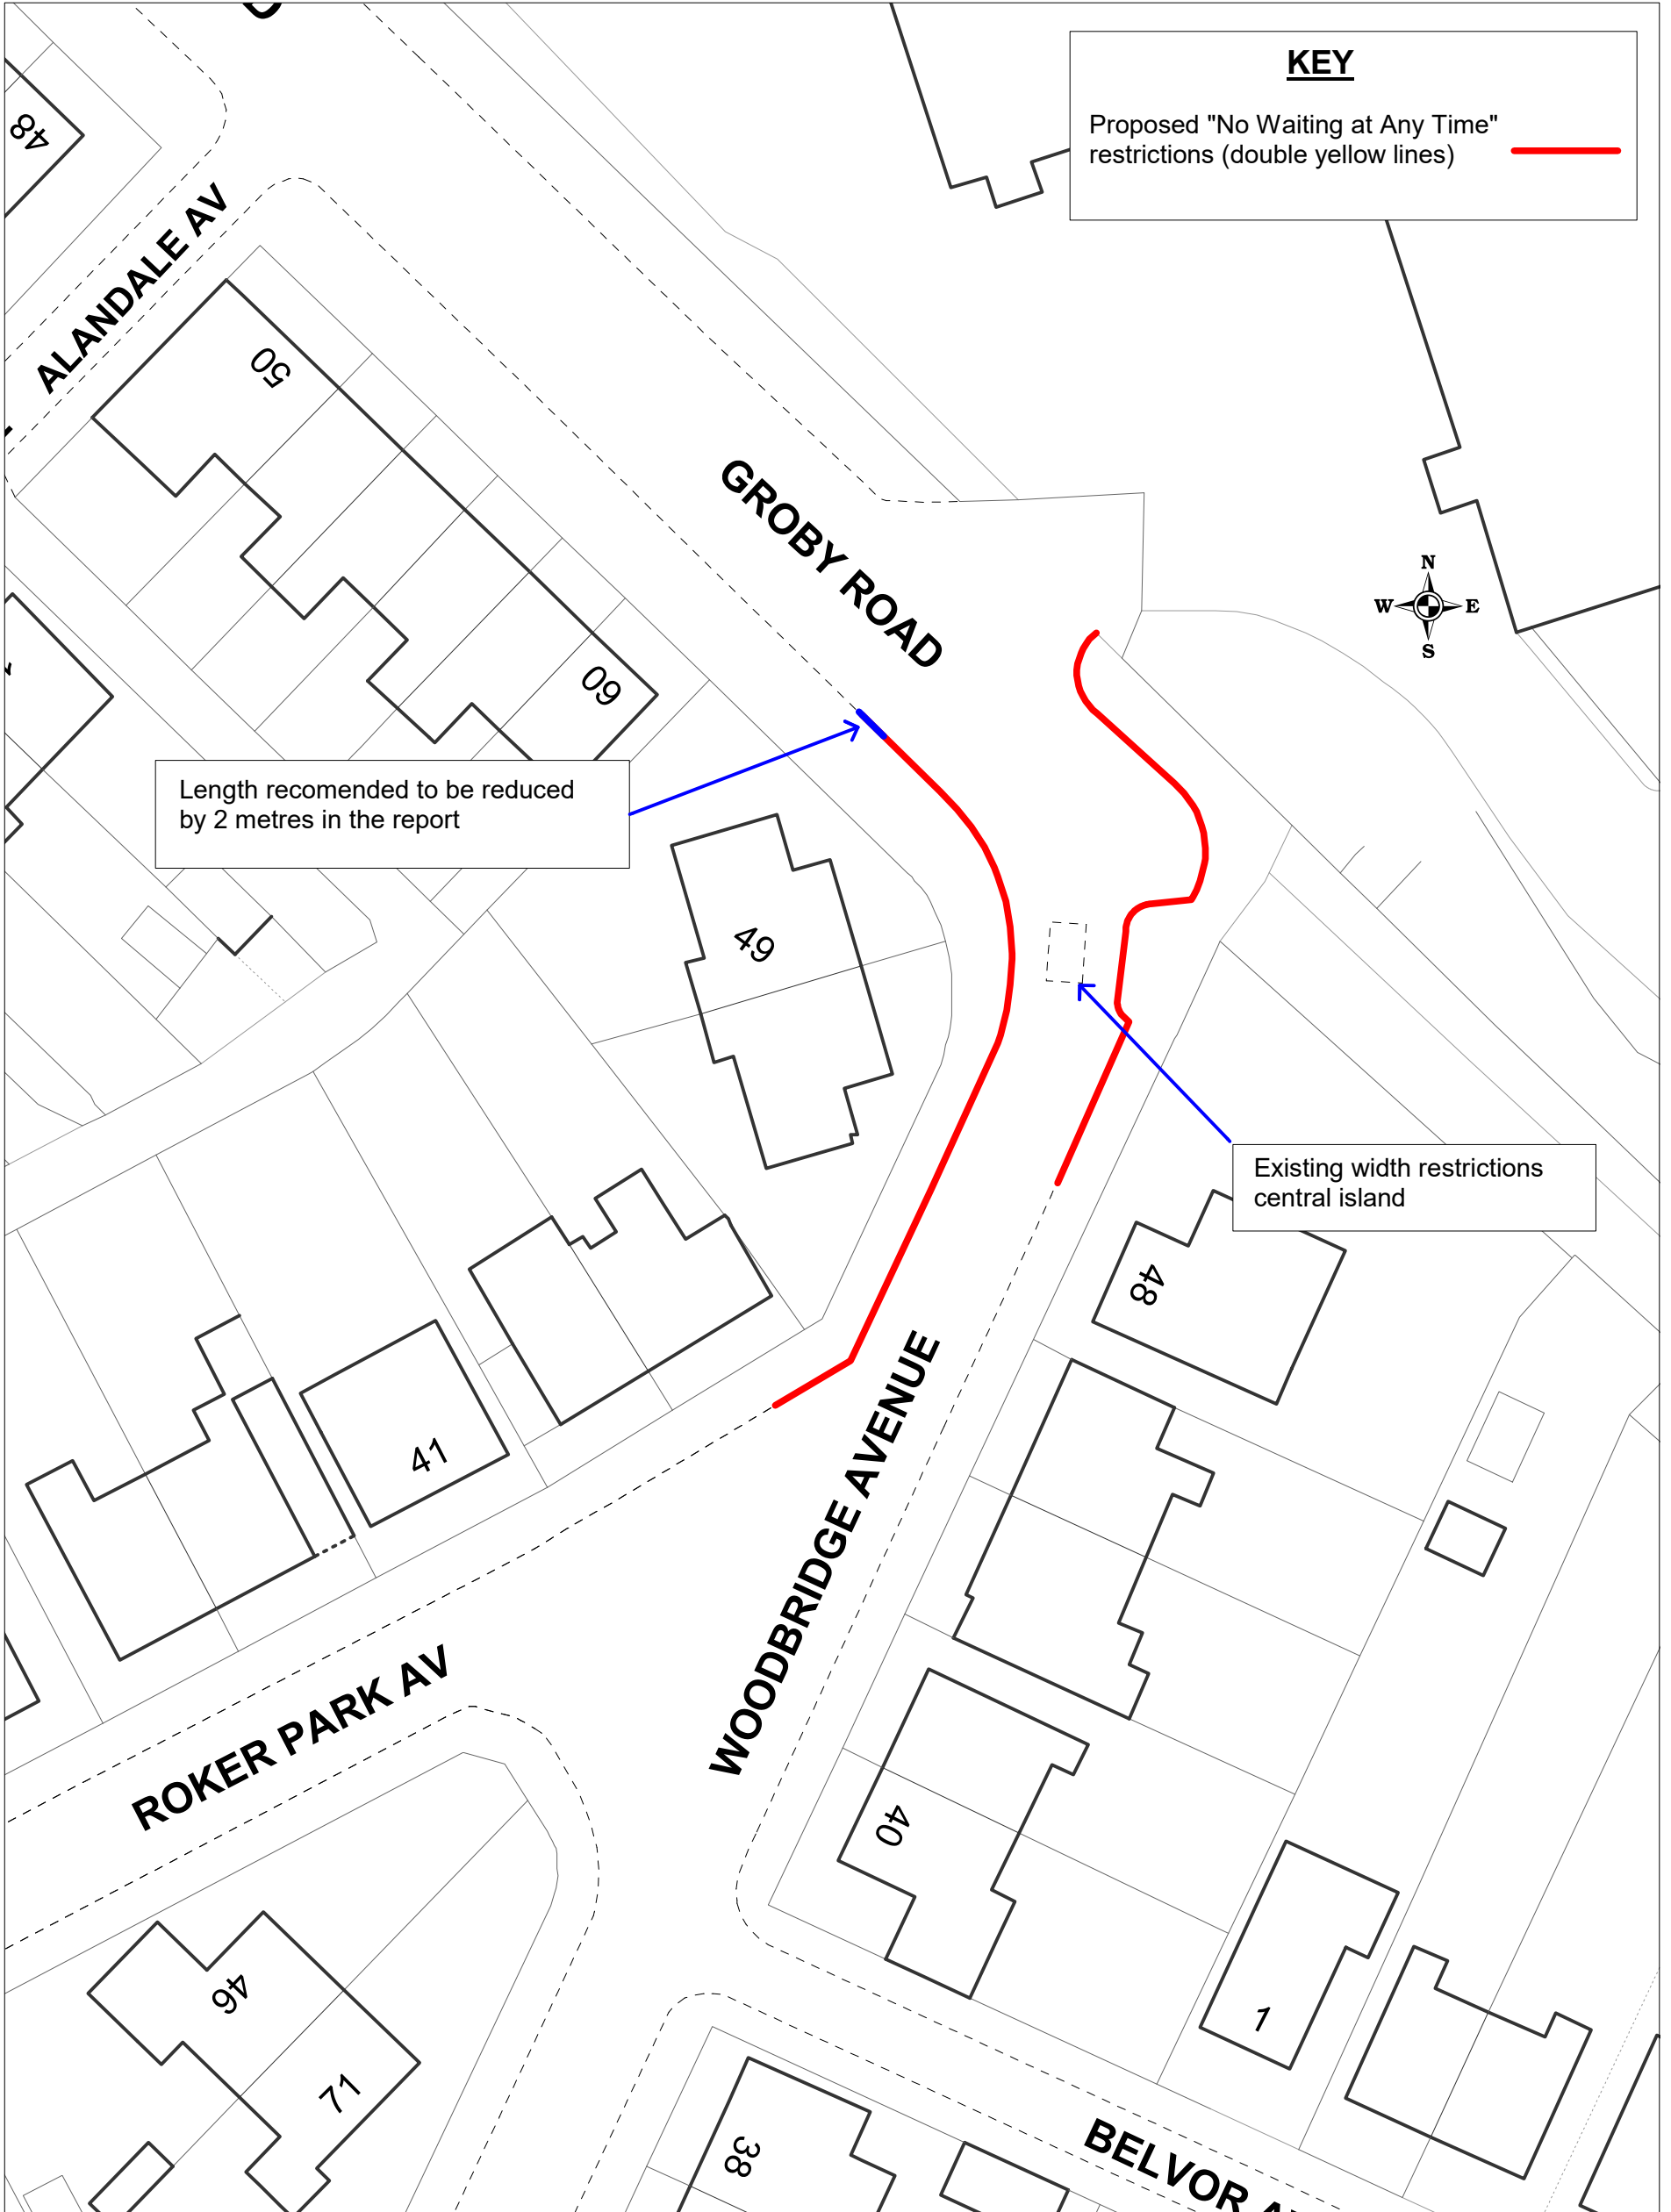 KEY
Proposed "No Waiting at Any Time"
restrictions (double yellow lines)
48
ALANDALE AV
50
GROBY ROAD
N
W E
S
60
Length recomended to be reduced
by 2 metres in the report
49
Existing width restrictions
central island
48
41
WOODBRIDGE AVENUE
ROKER PARK AV
40
46
1
71
38
BELVOR